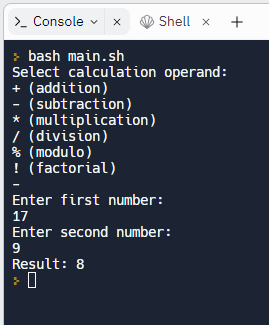 Console
Shell
bash main.sh
Select calculation operand:
+ (addition)
- (subtraction)
* (multiplication)
/ (division)
% (modulo)
! (factorial)
-
Enter first number:
17
Enter second number:
9
Result: 8